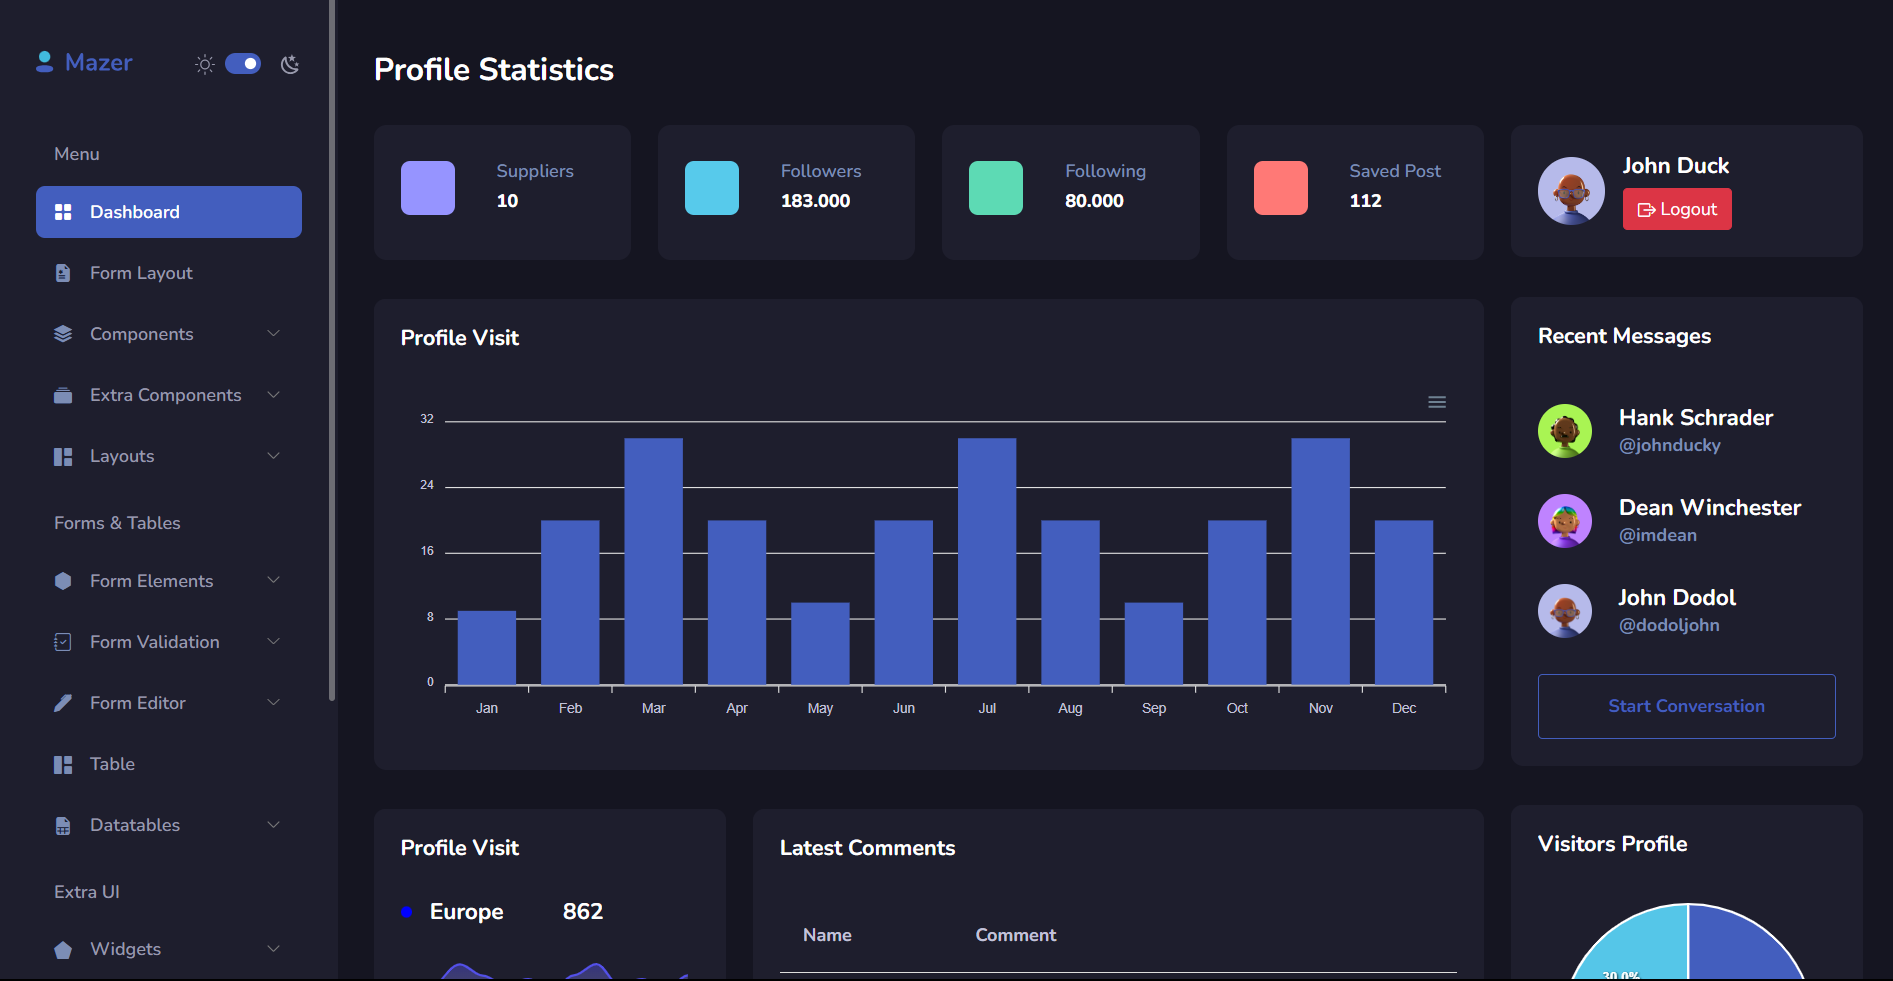 Mazer
Menu
Dashboard
Form Layout
Components
Extra Components
Layouts
Forms & Tables
Form Elements
Form Validation
Form Editor
Table
Datatables
Extra UI
Widgets
Profile Statistics
Suppliers
10
Followers
183.000
Following
80.000
Saved Post
112
John Duck
Logout
Profile Visit
32
24
16
8
0
Jan Feb Mar Apr May Jun Jul Aug Sep Oct Nov Dec
Recent Messages
Hank Schrader
@johnducky
Dean Winchester
@imdean
John Dodol
@dodoljohn
Start Conversation
Profile Visit
Europe 862
Latest Comments
Name Comment
Visitors Profile
30.0%